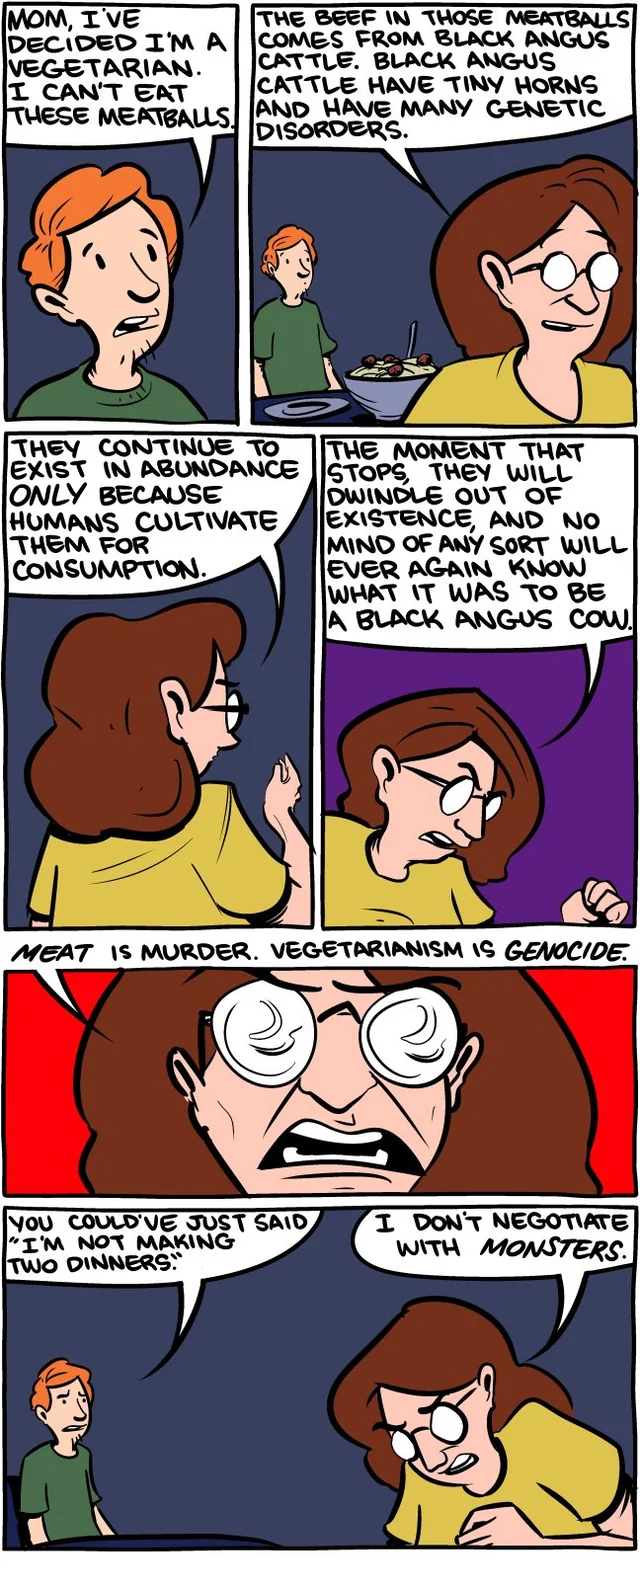 MOM, I'VE
DECIDED I'M A
VEGETARIAN.
I CAN'T EAT
THESE MEATBALLS.
THE BEEF IN THOSE MEATBALLS
COMES FROM BLACK ANGUS
CATTLE. BLACK ANGUS
CATTLE HAVE TINY HORNS
AND HAVE MANY GENETIC
DISORDERS.
THEY CONTINUE TO
EXIST IN ABUNDANCE
ONLY BECAUSE
HUMANS CULTIVATE
THEM FOR
CONSUMPTION.
THE MOMENT THAT
STOPS, THEY WILL
DWINDLE OUT OF
EXISTENCE, AND NO
MIND OF ANY SORT WILL
EVER AGAIN KNOW
WHAT IT WAS TO BE
A BLACK ANGUS COW.
MEAT IS MURDER. VEGETARIANISM IS GENOCIDE.
YOU COULD'VE JUST SAID
"I'M NOT MAKING
TWO DINNERS."
I DON'T NEGOTIATE
WITH MONSTERS.